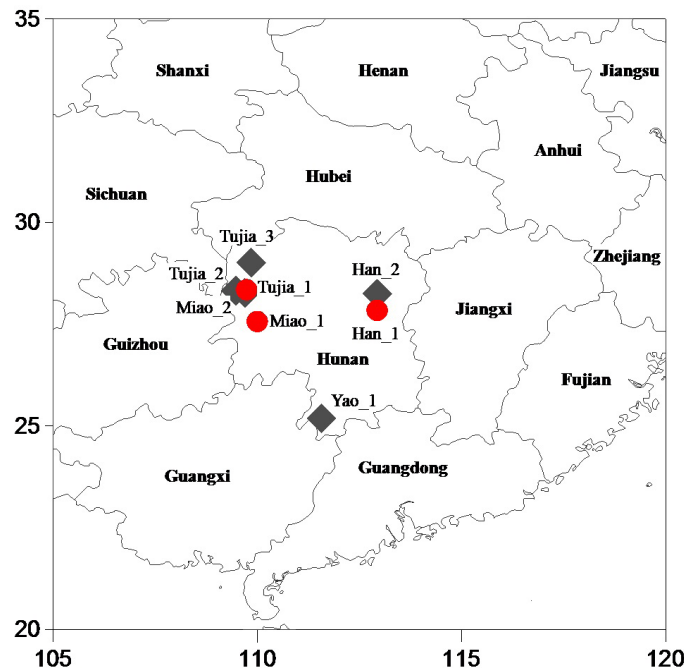 35
Shanxi
Henan
Jiangsu
Anhui
Hubei
Sichuan
30
Tujia_3
Zhejiang
Tujia_2
Han_2
Tujia_1
Miao_2
Jiangxi
Miao_1
Han_1
Guizhou
Hunan
Fujian
Yao_1
25
Guangxi
Guangdong
20
105
110
115
120